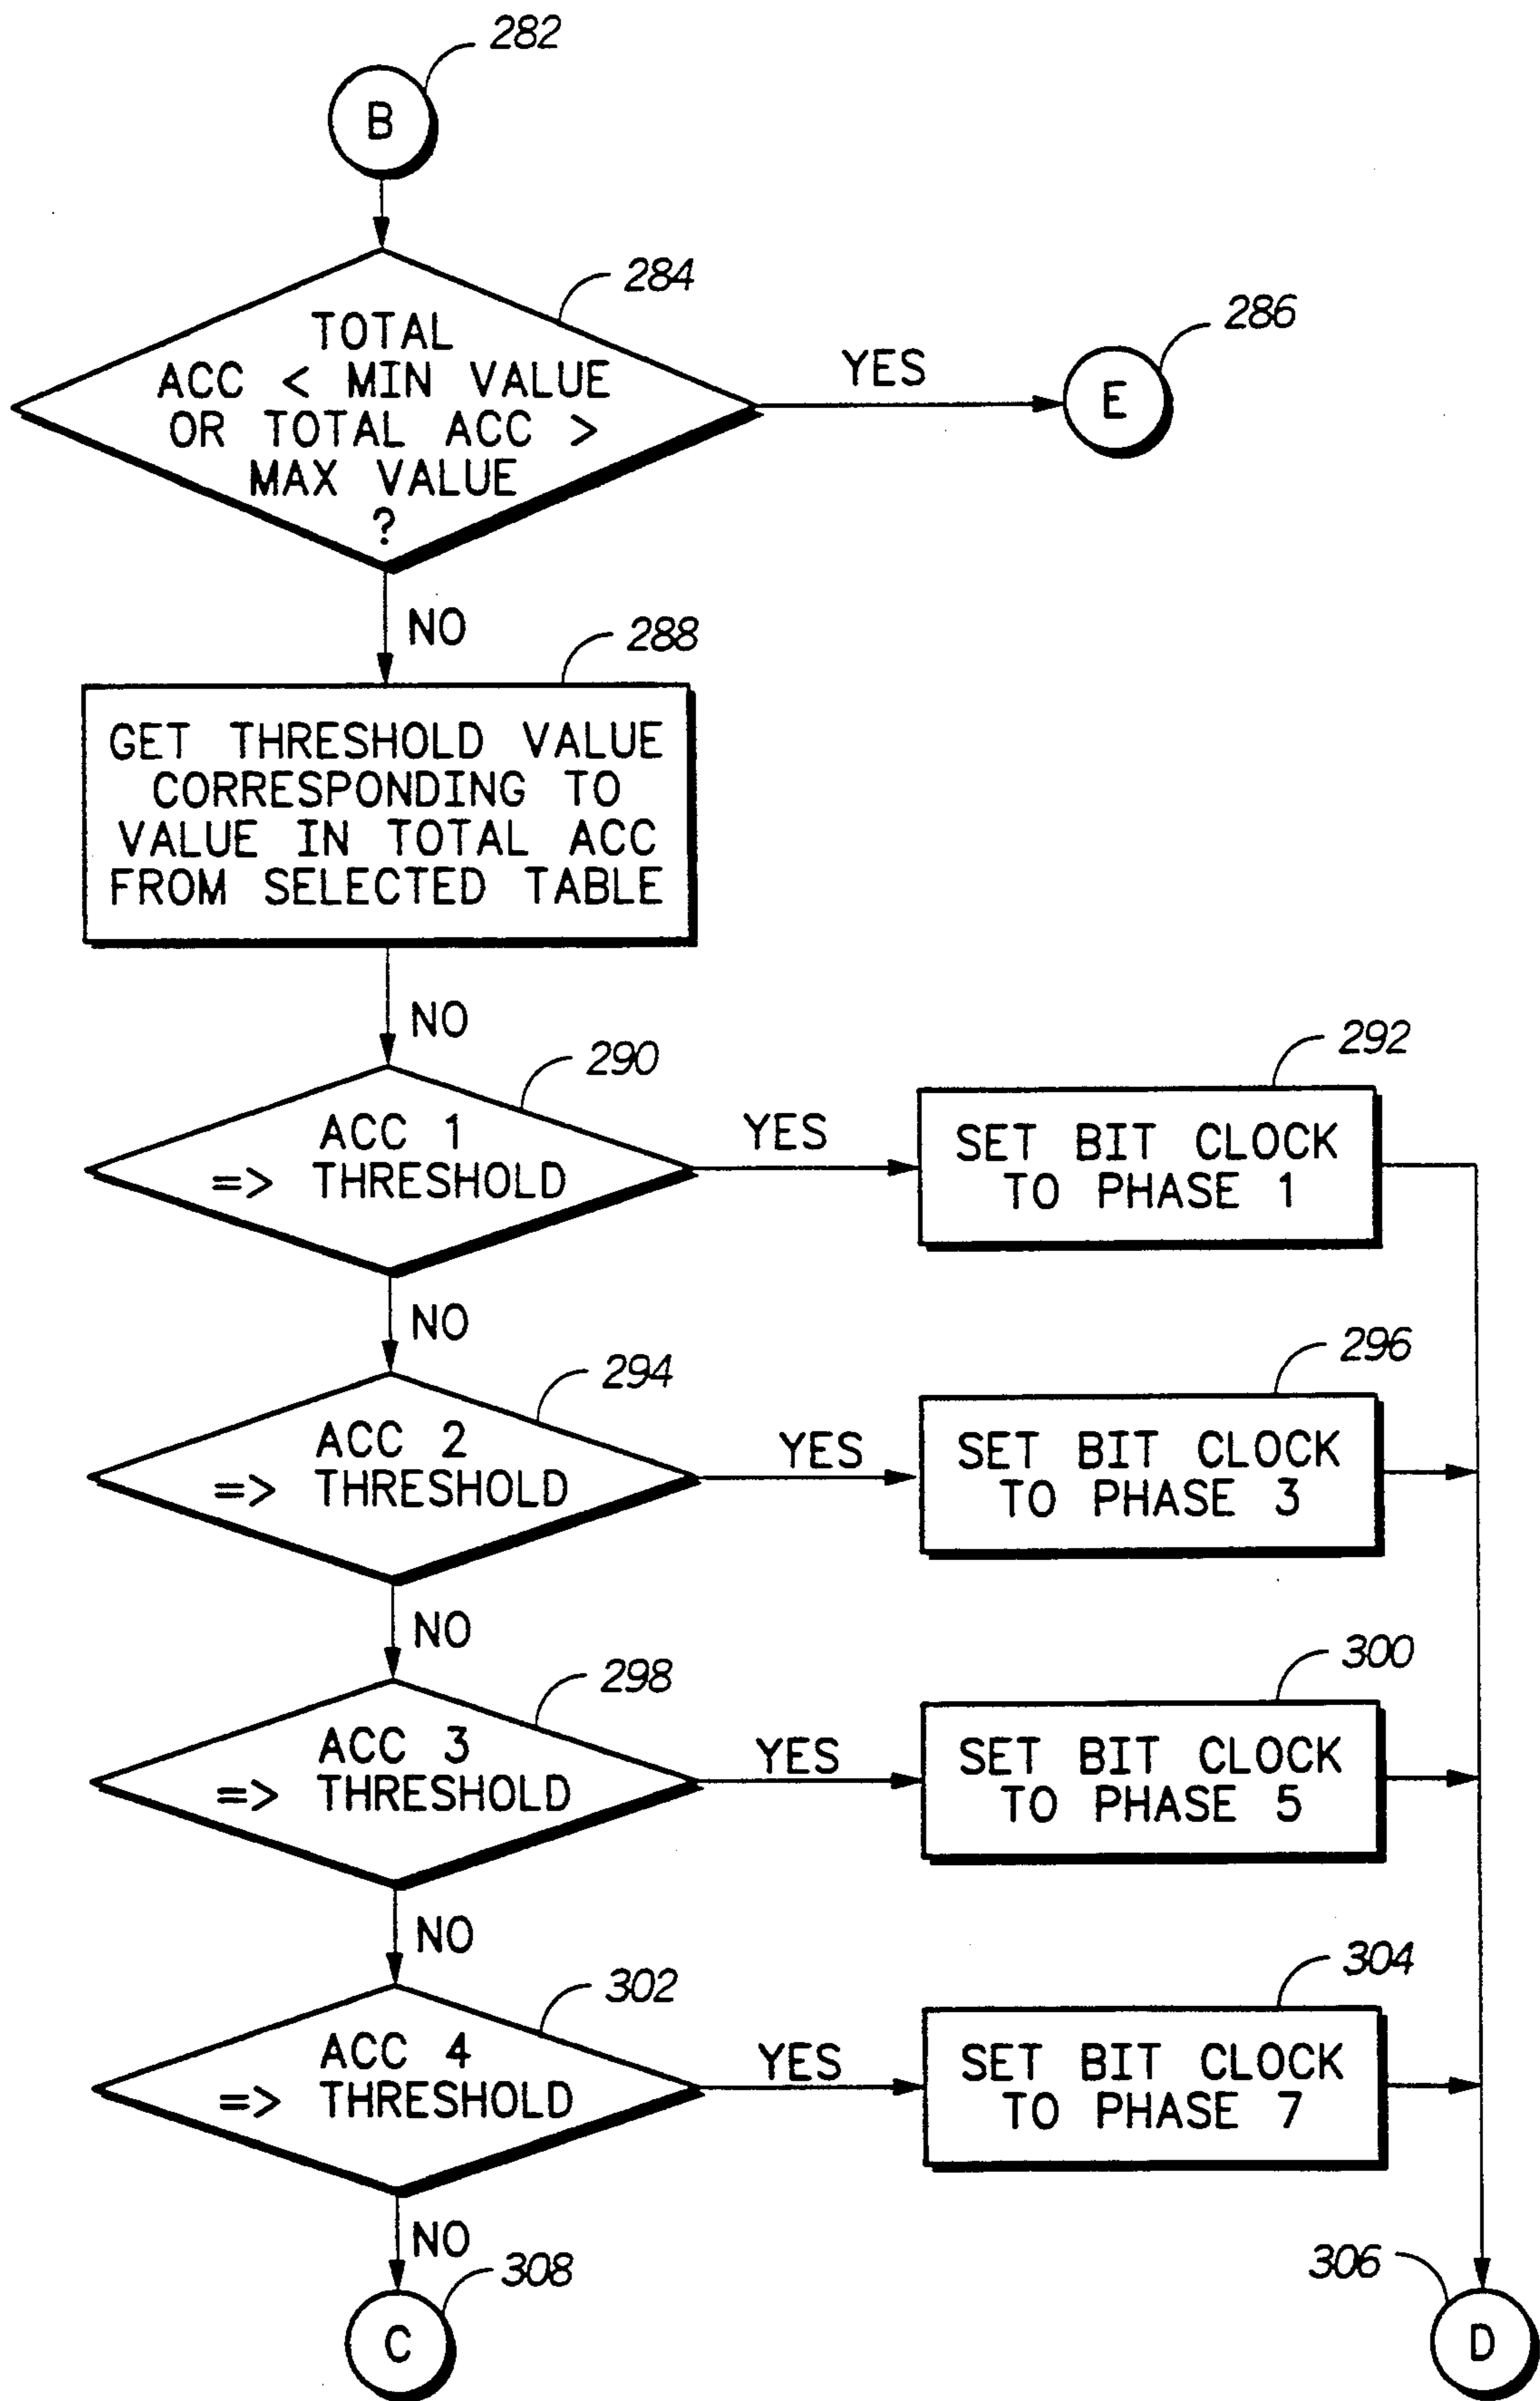 282
B
284
TOTAL
ACC < MIN VALUE
OR TOTAL ACC >
MAX VALUE
?
YES
286
E
NO
288
GET THRESHOLD VALUE
CORRESPONDING TO
VALUE IN TOTAL ACC
FROM SELECTED TABLE
NO
290
ACC 1
=> THRESHOLD
YES
292
SET BIT CLOCK
TO PHASE 1
NO
294
ACC 2
=> THRESHOLD
YES
296
SET BIT CLOCK
TO PHASE 3
NO
298
ACC 3
=> THRESHOLD
YES
300
SET BIT CLOCK
TO PHASE 5
NO
302
ACC 4
=> THRESHOLD
YES
304
SET BIT CLOCK
TO PHASE 7
NO
308
C
306
D